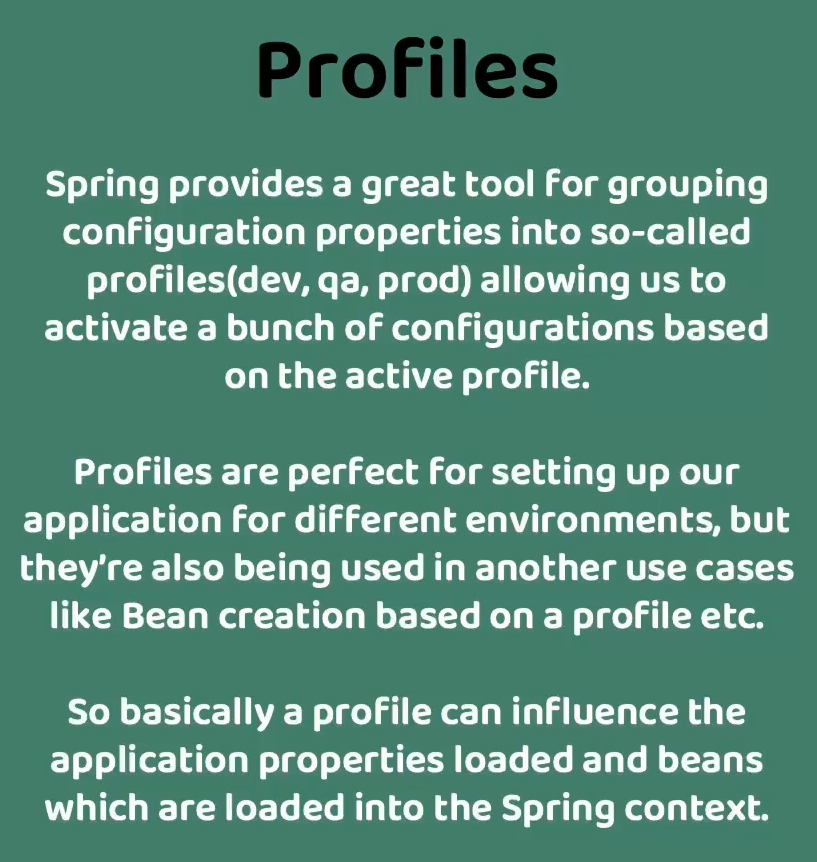 Profiles
Spring provides a great tool for grouping
configuration properties into so-called
profiles(dev, qa, prod) allowing us to
activate a bunch of configurations based
on the active profile.
Profiles are perfect for setting up our
application for different environments, but
they're also being used in another use cases
like Bean creation based on a profile etc.
So basically a profile can influence the
application properties loaded and beans
which are loaded into the Spring context.